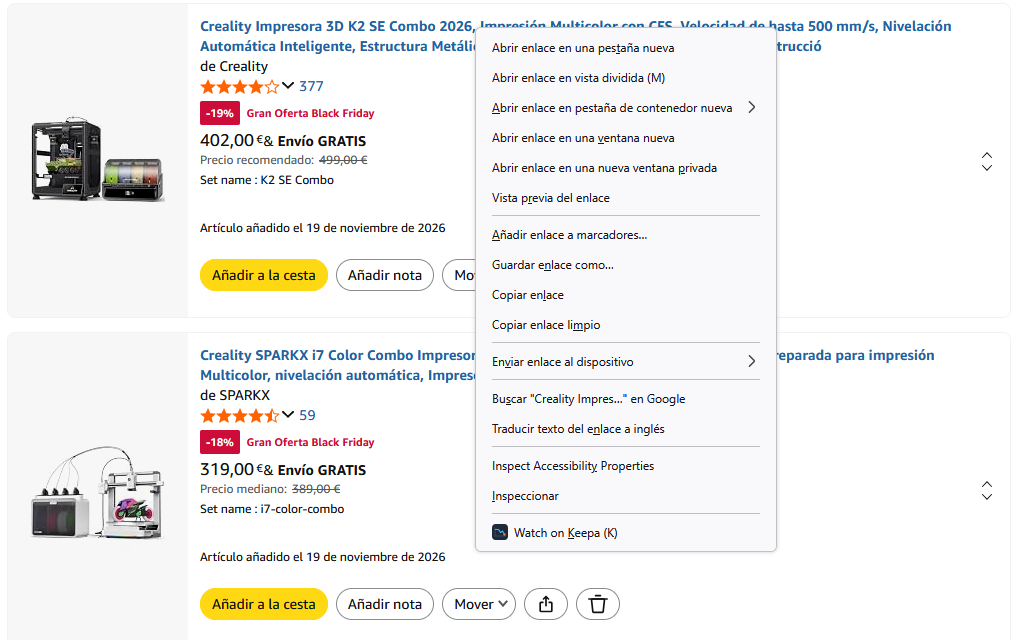 Creality Impresora 3D K2 SE Combo 2026, Impresión Multicolor con CFS, Velocidad de hasta 500 mm/s, Nivelación
Automática Inteligente, Estructura Metálic
de Creality
377
-19% Gran Oferta Black Friday
402,00 €& Envío GRATIS
Precio recomendado: 499,00 €
Set name : K2 SE Combo
Artículo añadido el 19 de noviembre de 2026
Añadir a la cesta
Añadir nota
Mo
Abrir enlace en una pestaña nueva
Abrir enlace en vista dividida (M)
Abrir enlace en pestaña de contenedor nueva
Abrir enlace en una ventana nueva
Abrir enlace en una nueva ventana privada
Vista previa del enlace
Añadir enlace a marcadores...
Guardar enlace como...
Copiar enlace
Copiar enlace limpio
Enviar enlace al dispositivo
Buscar "Creality Impres..." en Google
Traducir texto del enlace a inglés
Inspect Accessibility Properties
Inspeccionar
Watch on Keepa (K)
Creality SPARKX i7 Color Combo Impresor reparada para impresión
Multicolor, nivelación automática, Impres
de SPARKX
59
-18% Gran Oferta Black Friday
319,00 €& Envío GRATIS
Precio mediano: 389,00 €
Set name : i7-color-combo
Artículo añadido el 19 de noviembre de 2026
Añadir a la cesta
Añadir nota
Mover